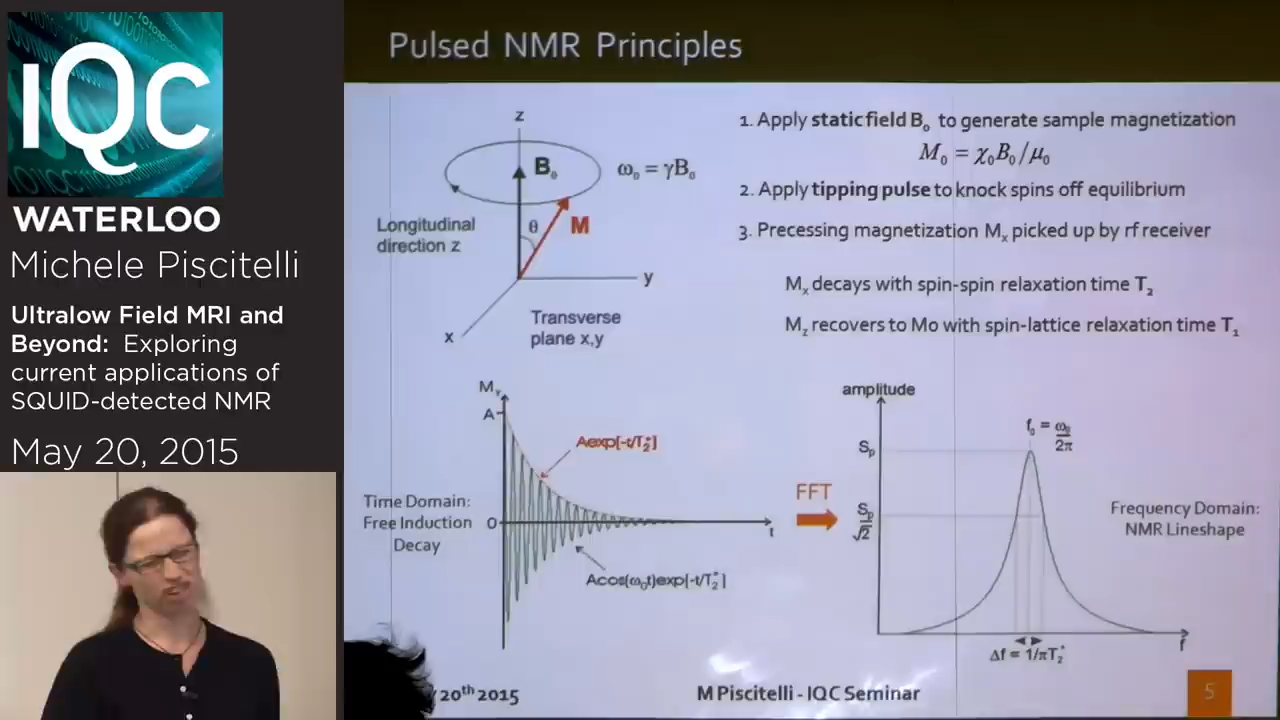 IQC
WATERLOO
Michele Piscitelli
Ultralow Field MRI and
Beyond: Exploring
current applications of
SQUID-detected NMR
May 20, 2015
Pulsed NMR Principles
z
B₀
ω₀ = γB₀
Longitudinal
direction z
θ
M
y
x
Transverse
plane x,y
1. Apply static field B₀ to generate sample magnetization
M₀ = χ₀B₀/μ₀
2. Apply tipping pulse to knock spins off equilibrium
3. Precessing magnetization Mₓ picked up by rf receiver
Mₓ decays with spin-spin relaxation time T₂
M_z recovers to Mo with spin-lattice relaxation time T₁
A
Aexp[-t/T₂*]
Time Domain:
Free Induction
Decay
0
t
Acos(ω₀t)exp[-t/T₂*]
FFT
amplitude
f₀ = ω₀/2π
Sₚ
Sₚ/√2
Frequency Domain:
NMR Lineshape
f
Δf = 1/πT₂*
20th 2015
M Piscitelli - IQC Seminar
5